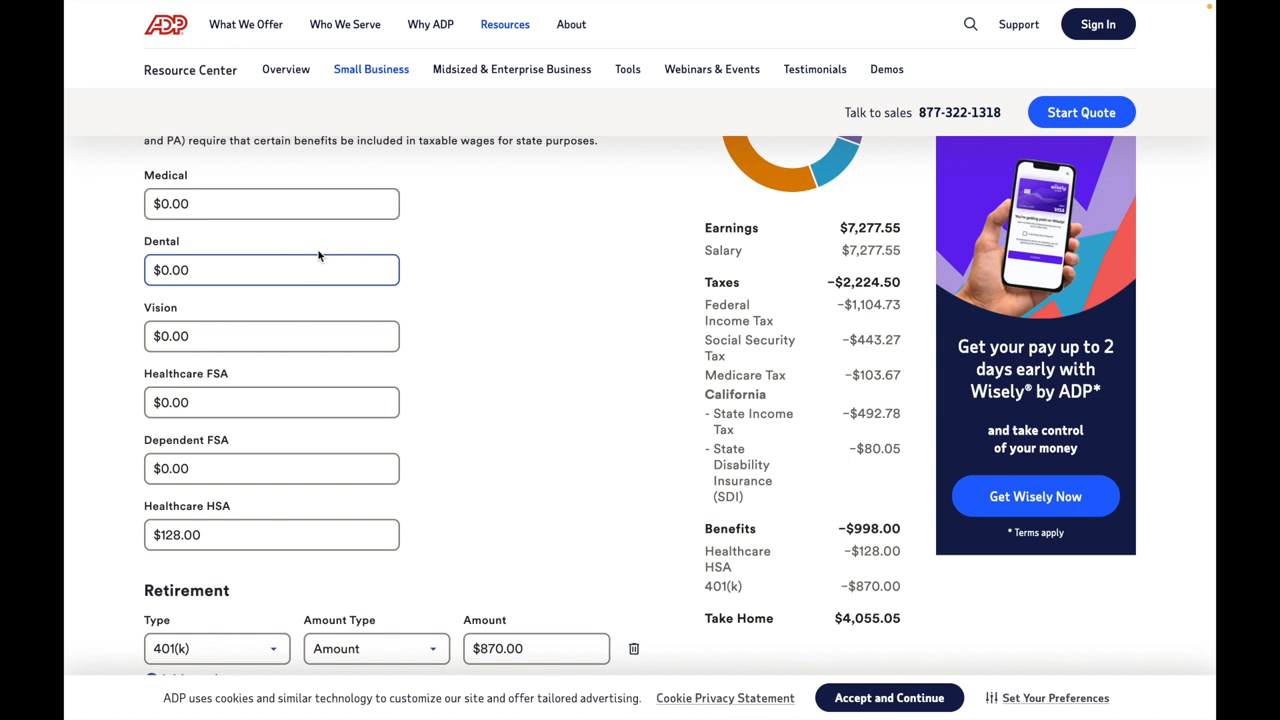 ADP
What We Offer
Who We Serve
Why ADP
Resources
About
Support
Sign In
Resource Center
Overview
Small Business
Midsized & Enterprise Business
Tools
Webinars & Events
Testimonials
Demos
Talk to sales 877-322-1318
Start Quote
and PA) require that certain benefits be included in taxable wages for state purposes.
Medical
$0.00
Dental
$0.00
Vision
$0.00
Healthcare FSA
$0.00
Dependent FSA
$0.00
Healthcare HSA
$128.00
Retirement
Type
Amount Type
Amount
401(k)
Amount
$870.00
Earnings $7,277.55
Salary $7,277.55
Taxes −$2,224.50
Federal −$1,104.73
Income Tax
Social Security −$443.27
Tax
Medicare Tax −$103.67
California
- State Income −$492.78
Tax
- State −$80.05
Disability
Insurance
(SDI)
Benefits −$998.00
Healthcare −$128.00
HSA
401(k) −$870.00
Take Home $4,055.05
wisely
VISA
You're getting paid on Wisely!
Get your pay up to 2
days early with
Wisely® by ADP*
and take control
of your money
Get Wisely Now
* Terms apply
ADP uses cookies and similar technology to customize our site and offer tailored advertising.
Cookie Privacy Statement
Accept and Continue
Set Your Preferences